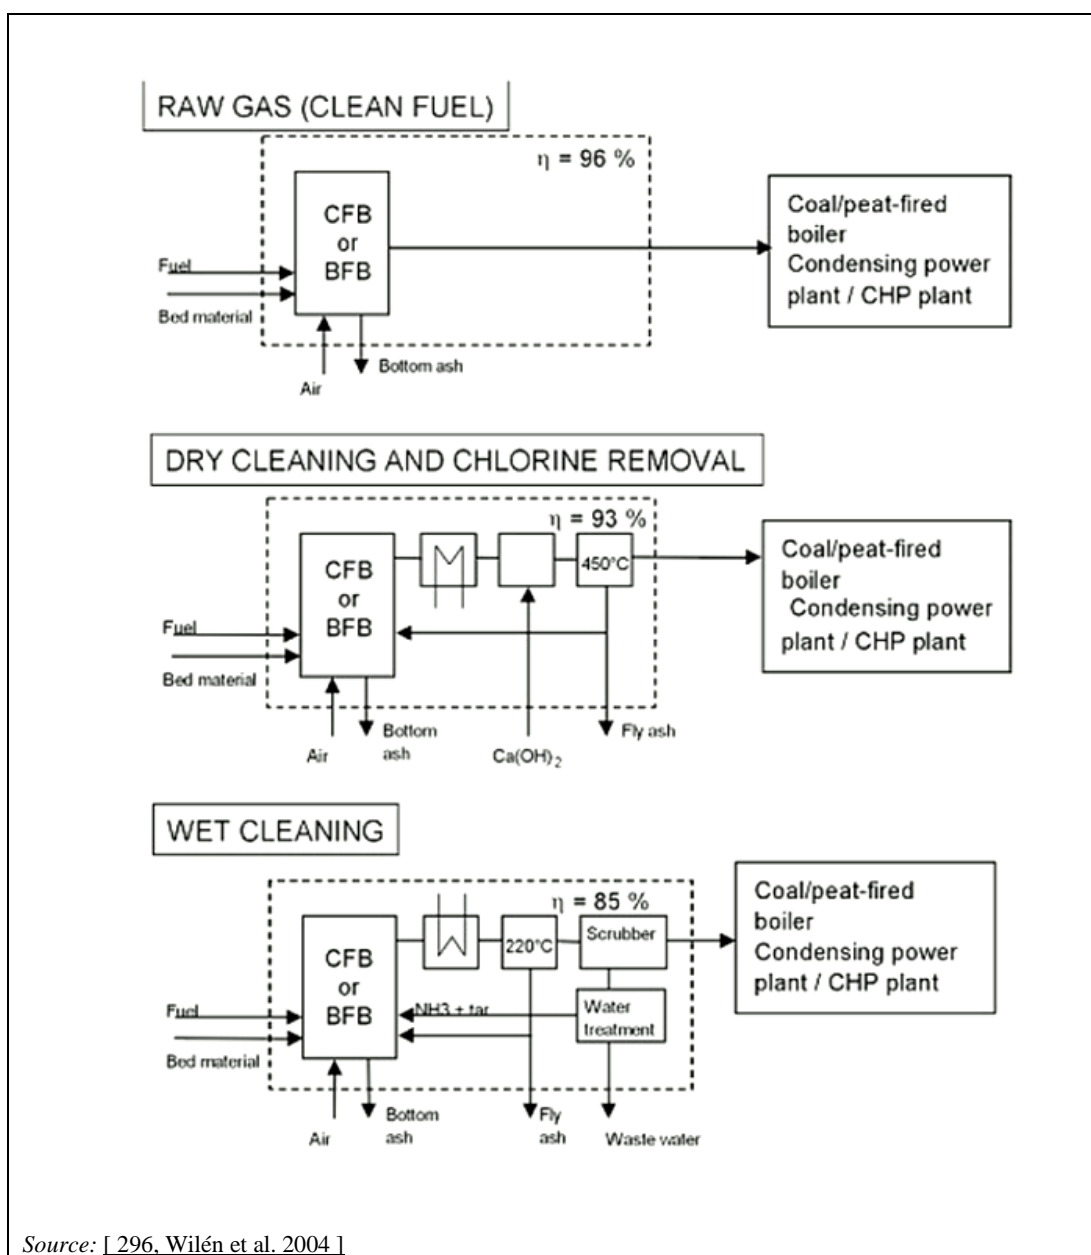 RAW GAS (CLEAN FUEL)
η = 96 %
CFB
or
BFB
Fuel
Bed material
Air
Bottom ash
Coal/peat-fired
boiler
Condensing power
plant / CHP plant
DRY CLEANING AND CHLORINE REMOVAL
η = 93 %
CFB
or
BFB
450°C
Fuel
Bed material
Air
Bottom
ash
Ca(OH)2
Fly ash
Coal/peat-fired
boiler
Condensing power
plant / CHP plant
WET CLEANING
η = 85 %
CFB
or
BFB
220°C
Scrubber
NH3 + tar
Water
treatment
Fuel
Bed material
Air
Bottom
ash
Fly
ash
Waste water
Coal/peat-fired
boiler
Condensing power
plant / CHP plant
Source: [ 296, Wilén et al. 2004 ]